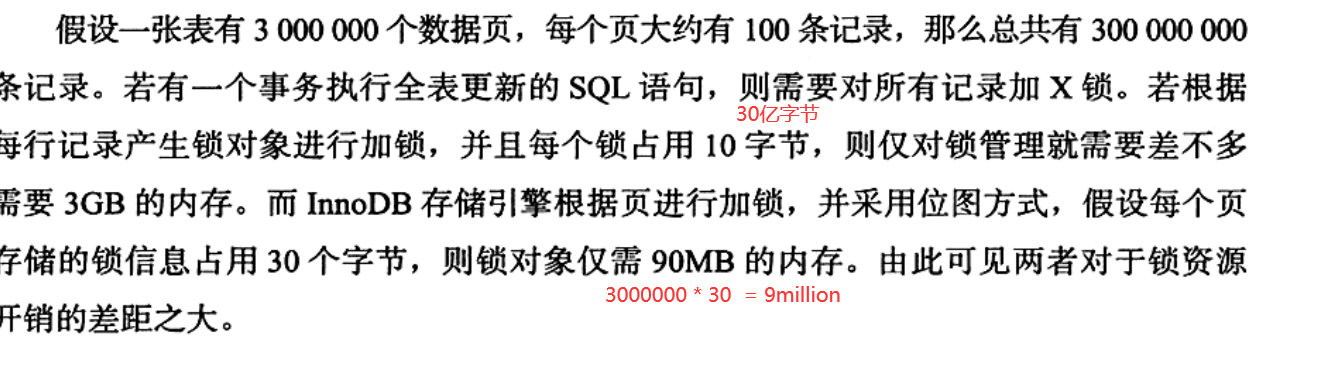 假设一张表有 3 000 000 个数据页，每个页大约有 100 条记录，那么总共有 300 000 000
条记录。若有一个事务执行全表更新的 SQL 语句，则需要对所有记录加 X 锁。若根据
30亿字节
每行记录产生锁对象进行加锁，并且每个锁占用 10 字节，则仅对锁管理就需要差不多
需要 3GB 的内存。而 InnoDB 存储引擎根据页进行加锁，并采用位图方式，假设每个页
存储的锁信息占用 30 个字节，则锁对象仅需 90MB 的内存。由此可见两者对于锁资源
3000000 * 30 = 9million
开销的差距之大。